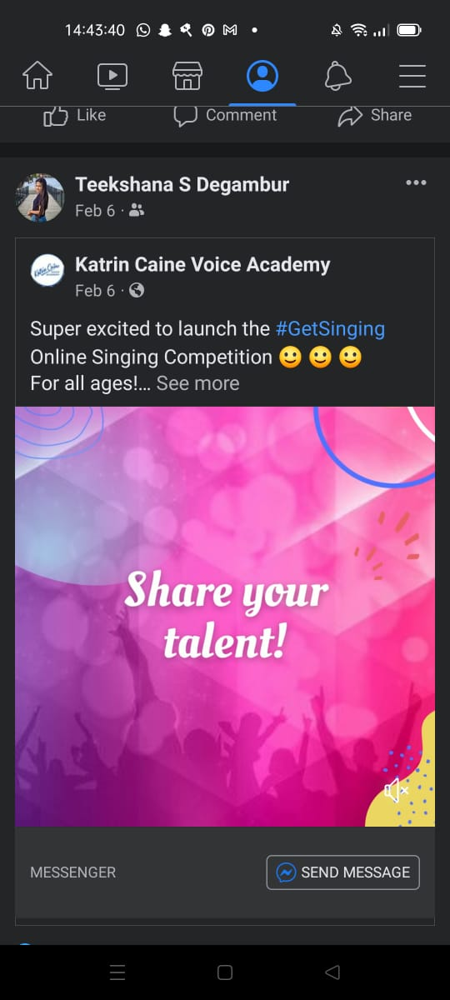 14:43:40
Like Comment Share
Teekshana S Degambur
Feb 6 ·
Katrin Caine Voice Academy
Feb 6 ·
Super excited to launch the #GetSinging
Online Singing Competition 🙂 🙂 🙂
For all ages!... See more
Share your
talent!
MESSENGER
SEND MESSAGE